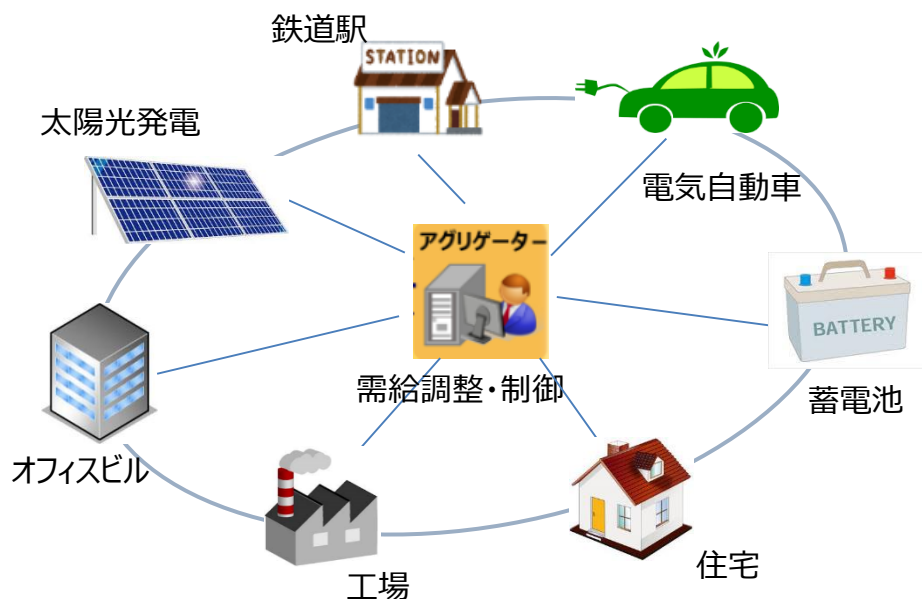 鉄道駅
STATION
太陽光発電
電気自動車
アグリゲーター
BATTERY
需給調整・制御
蓄電池
オフィスビル
住宅
工場